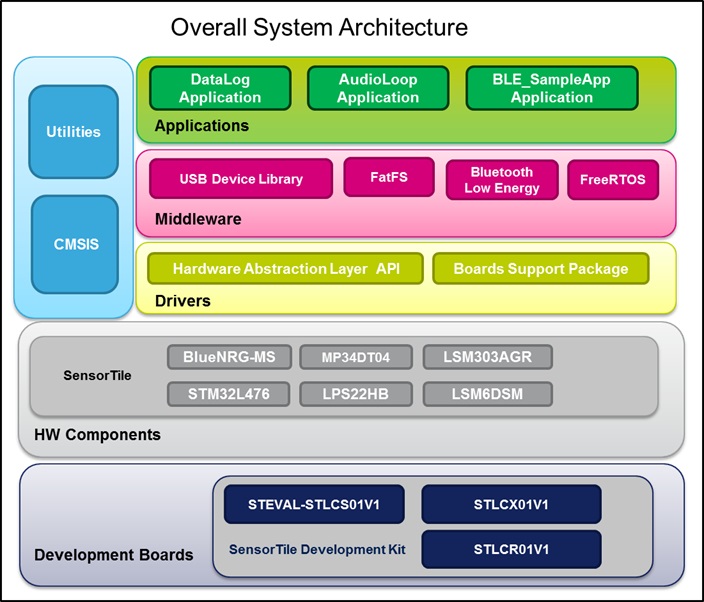 Overall System Architecture
Utilities
CMSIS
DataLog
Application
AudioLoop
Application
BLE_SampleApp
Application
Applications
USB Device Library
FatFS
Bluetooth
Low Energy
FreeRTOS
Middleware
Hardware Abstraction Layer  API
Boards Support Package
Drivers
SensorTile
BlueNRG-MS
MP34DT04
LSM303AGR
STM32L476
LPS22HB
LSM6DSM
HW Components
STEVAL-STLCS01V1
STLCX01V1
SensorTile Development Kit
STLCR01V1
Development Boards